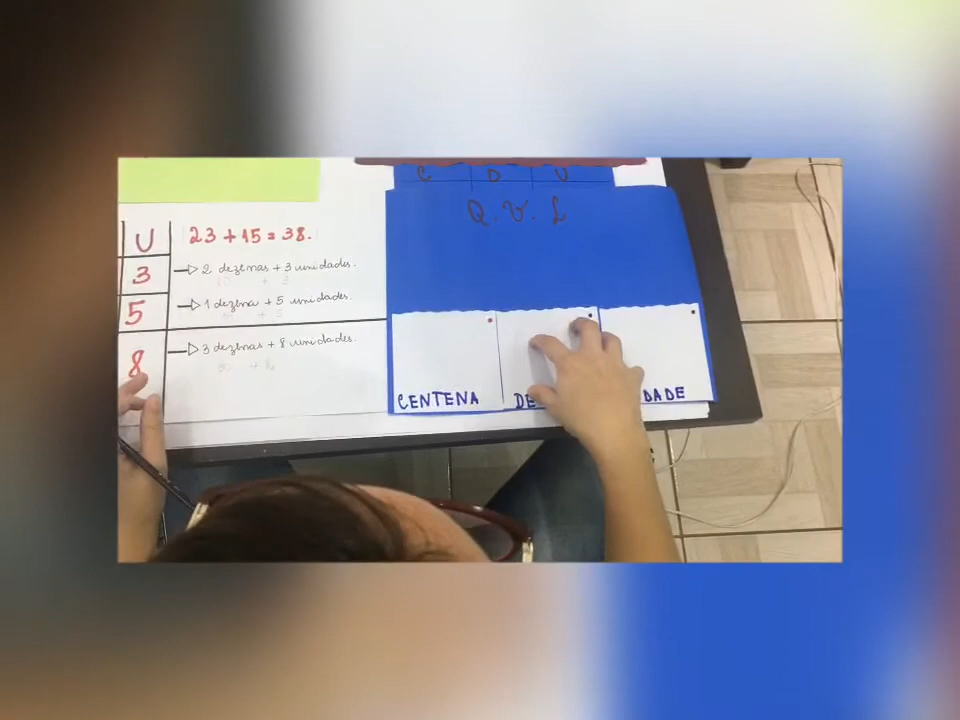 U
3
5
8
23 + 15 = 38.
2 dezenas + 3 unidades.
1 dezena + 5 unidades.
3 dezenas + 8 unidades.
C D U
Q.V.L
CENTENA
DE
DADE